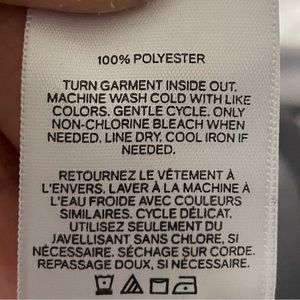 100% POLYESTER
TURN GARMENT INSIDE OUT.
MACHINE WASH COLD WITH LIKE
COLORS. GENTLE CYCLE. ONLY
NON-CHLORINE BLEACH WHEN
NEEDED. LINE DRY. COOL IRON IF
NEEDED.
RETOURNEZ LE VÊTEMENT À
L'ENVERS. LAVER À LA MACHINE À
L'EAU FROIDE AVEC COULEURS
SIMILAIRES. CYCLE DÉLICAT.
UTILISEZ SEULEMENT DU
JAVELLISANT SANS CHLORE, SI
NÉCESSAIRE. SÉCHAGE SUR CORDE.
REPASSAGE DOUX, SI NÉCESSAIRE.